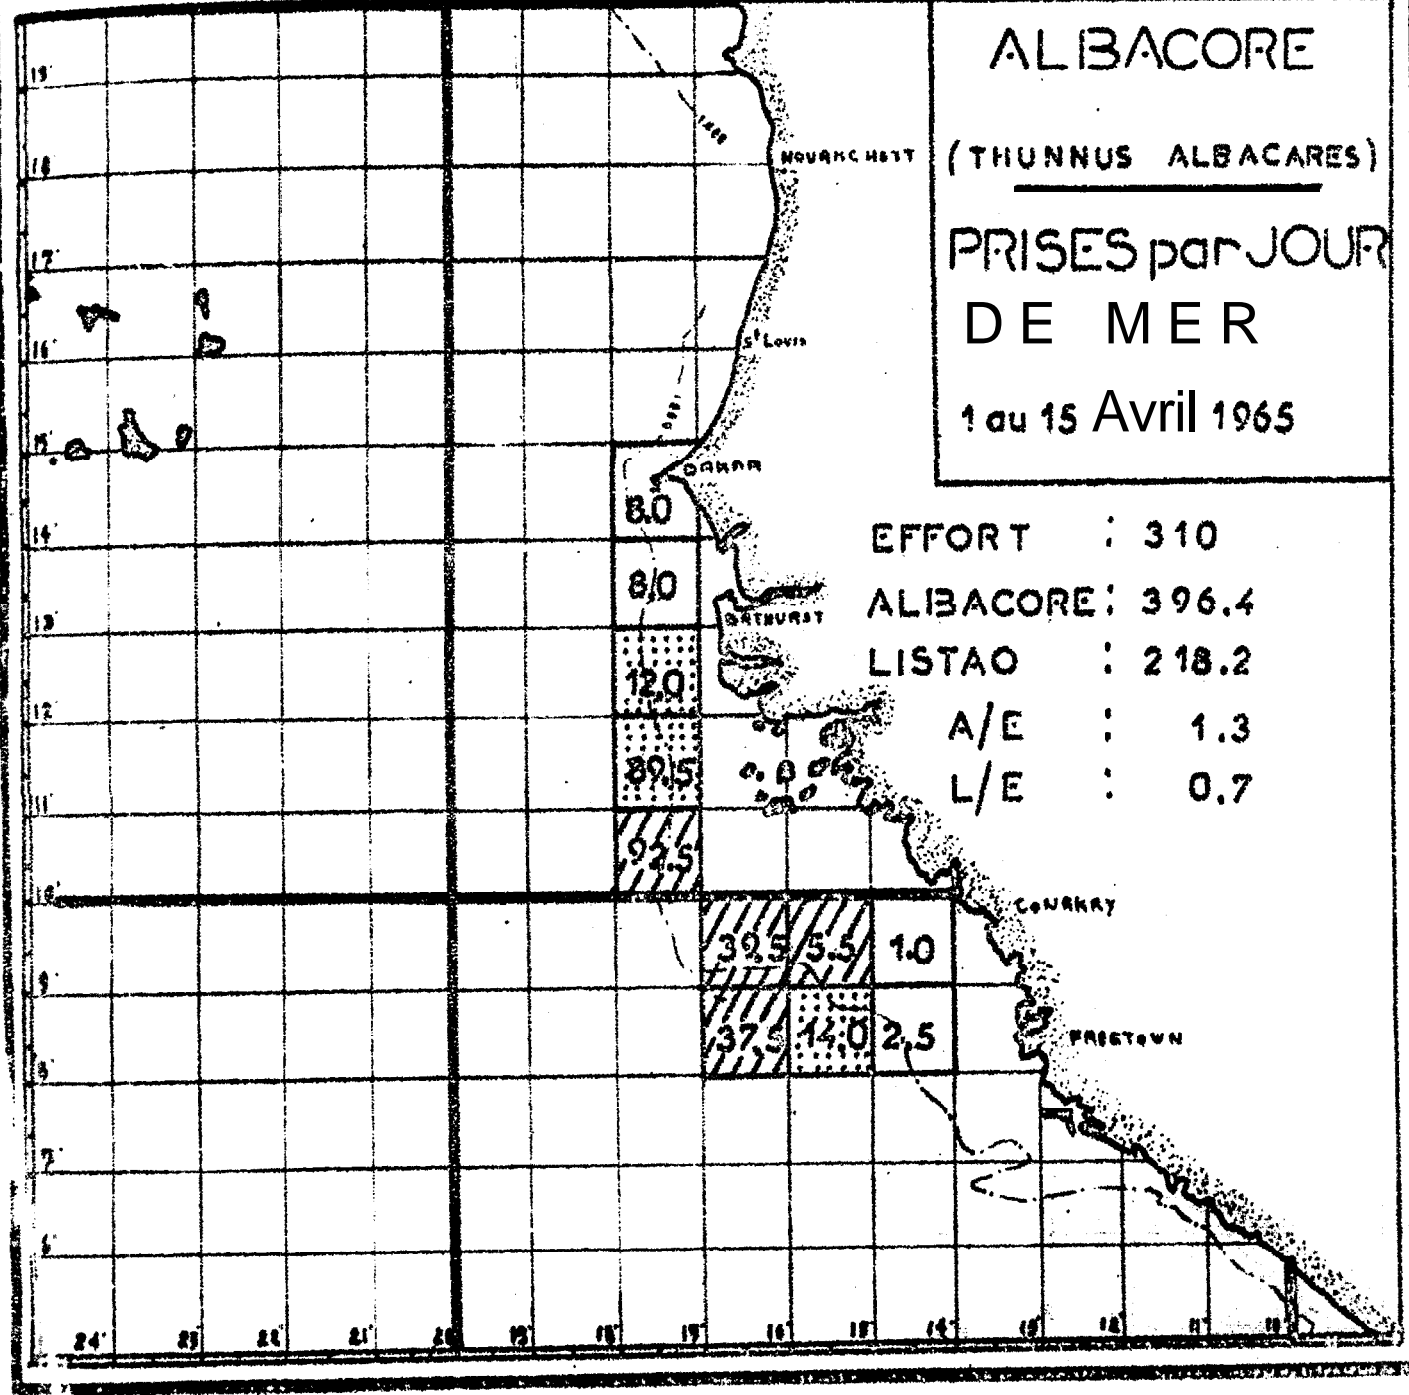 ALBACORE
(THUNNUS ALBACARES)
PRISES par JOUR
DE MER
1 au 15 Avril 1965
EFFORT : 310
ALBACORE : 396.4
LISTAO : 218.2
A/E : 1.3
L/E : 0.7
19°
18°
NOUAKCHOTT
17°
16°
St Louis
15°
DAKAR
8.0
14°
8.0
13°
BATHURST
12.0
12°
89.5
11°
92.5
10°
CONAKRY
39.5 5.5 1.0
9°
37.5 14.0 2.5
FREETOWN
8°
7°
6°
24° 23° 22° 21° 20° 19° 18° 17° 16° 15° 14° 13° 12° 11° 10°